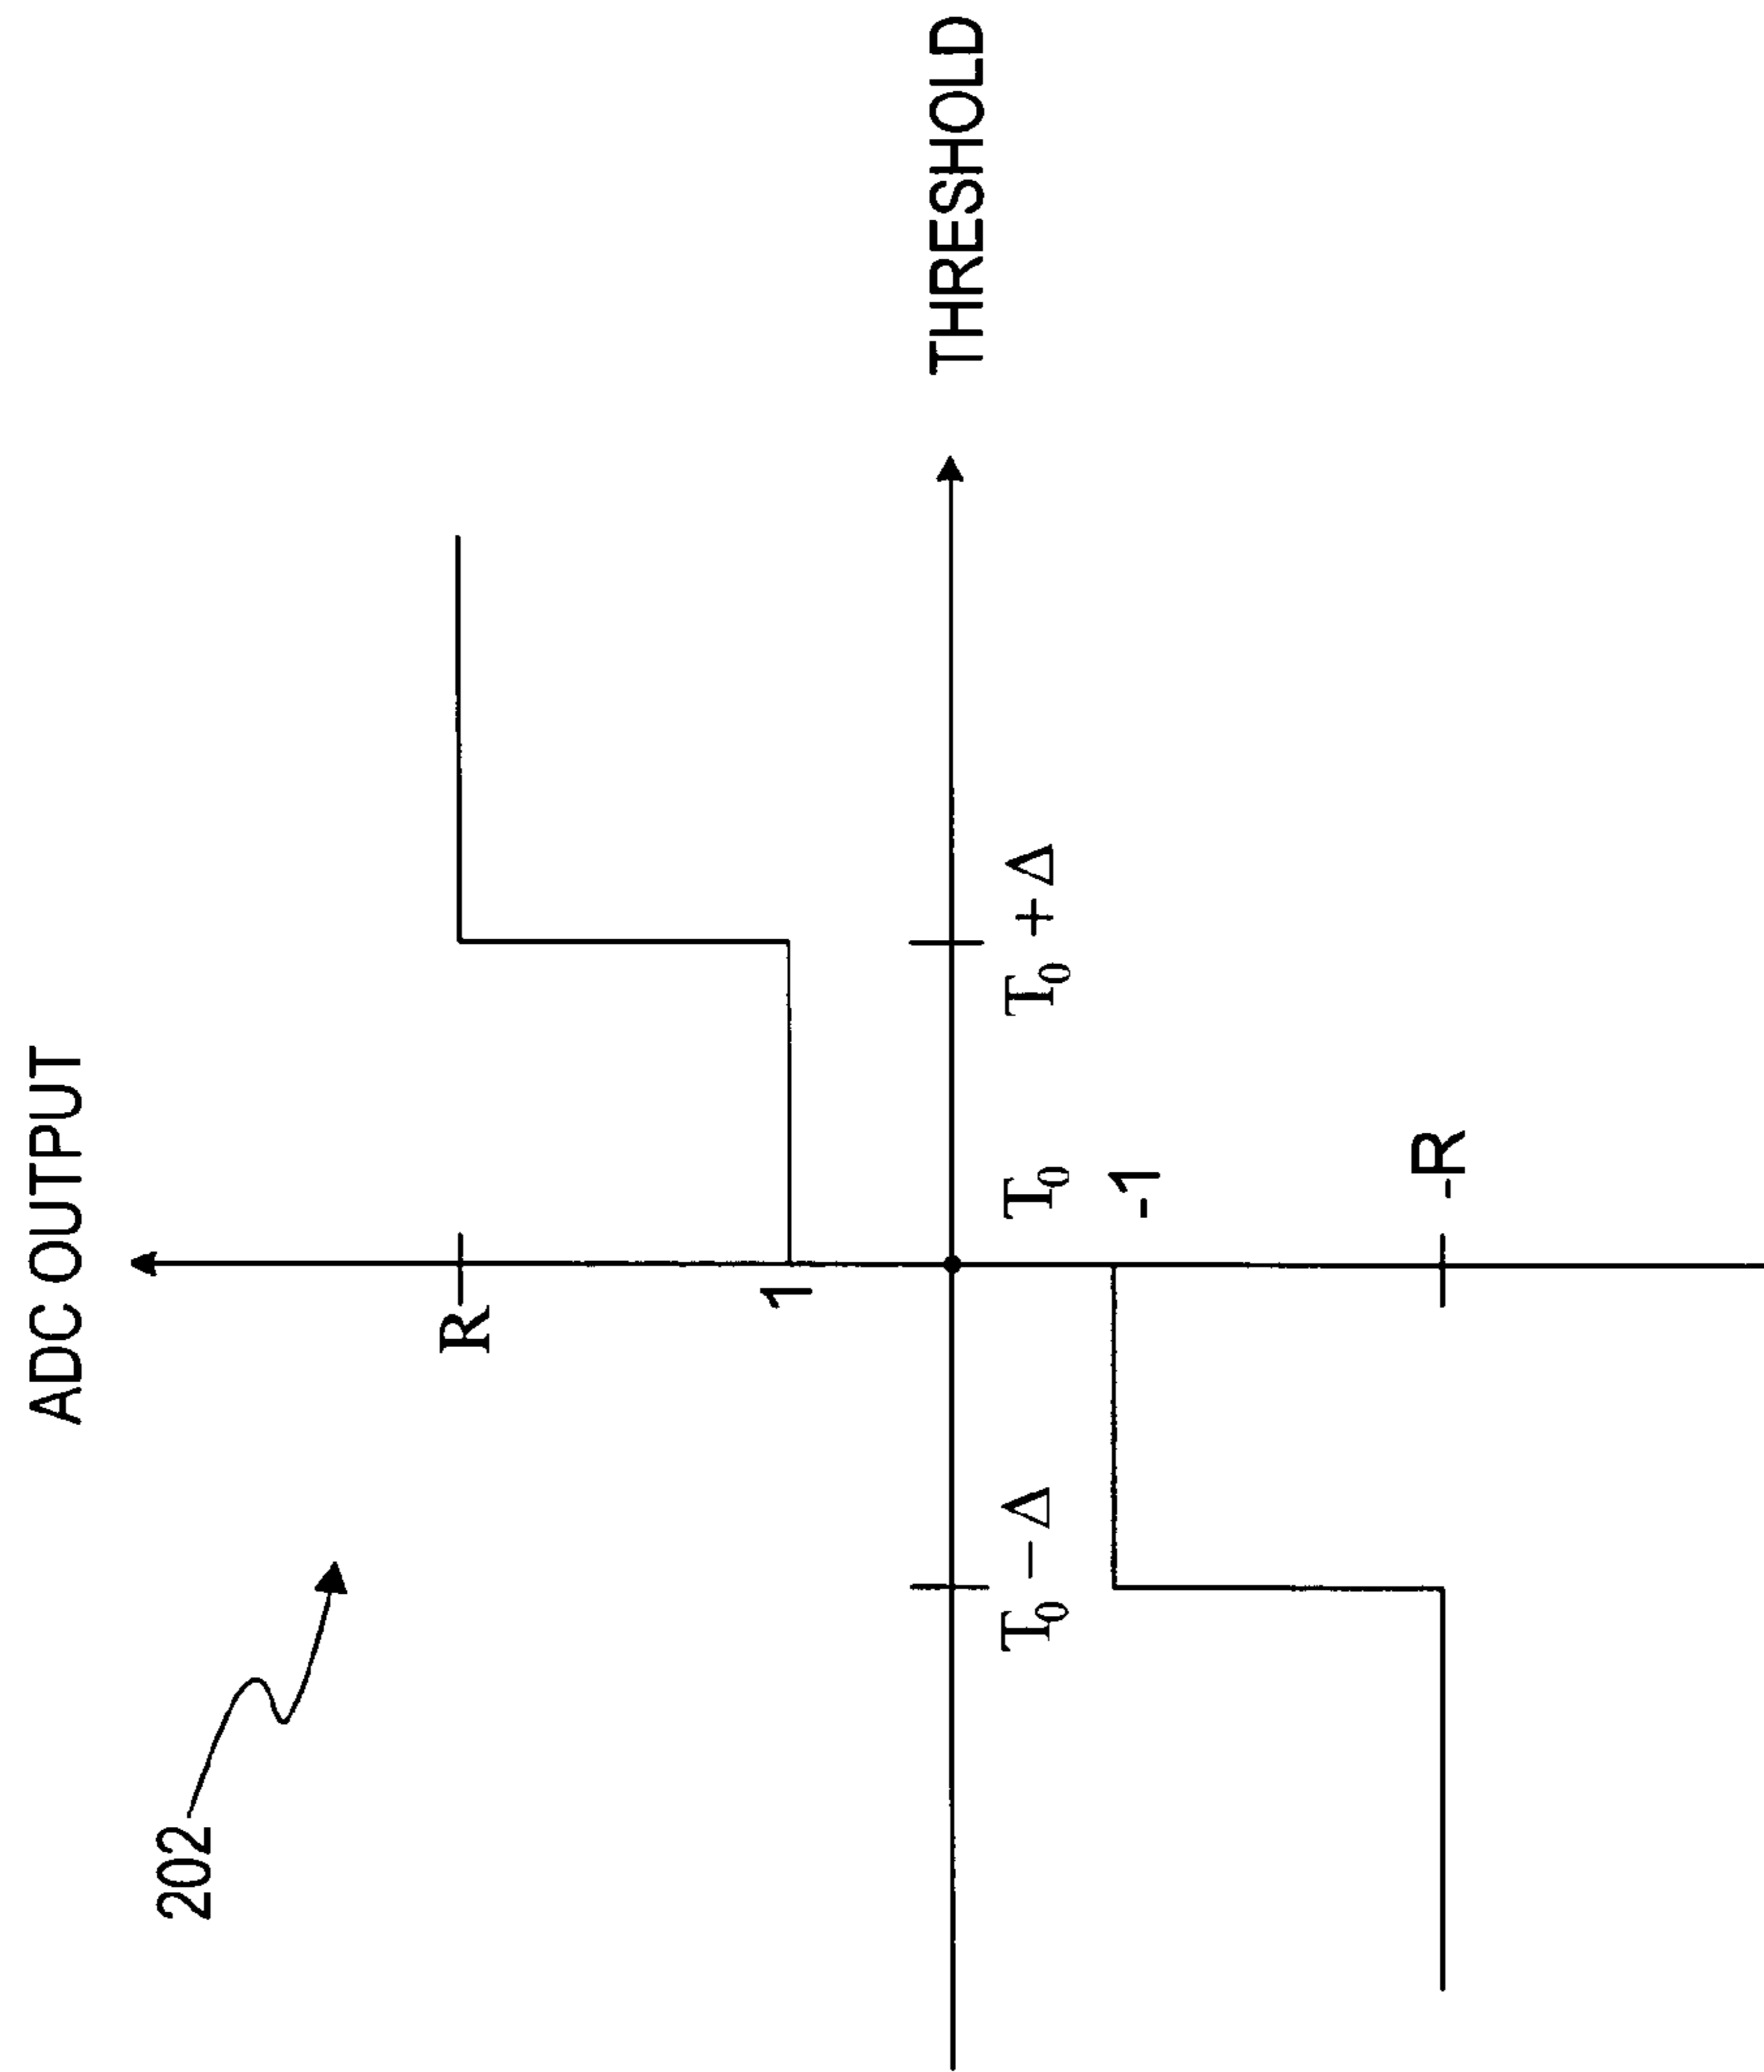 202
ADC OUTPUT
R
1
THRESHOLD
T₀ − Δ
T₀
T₀ + Δ
-1
-R